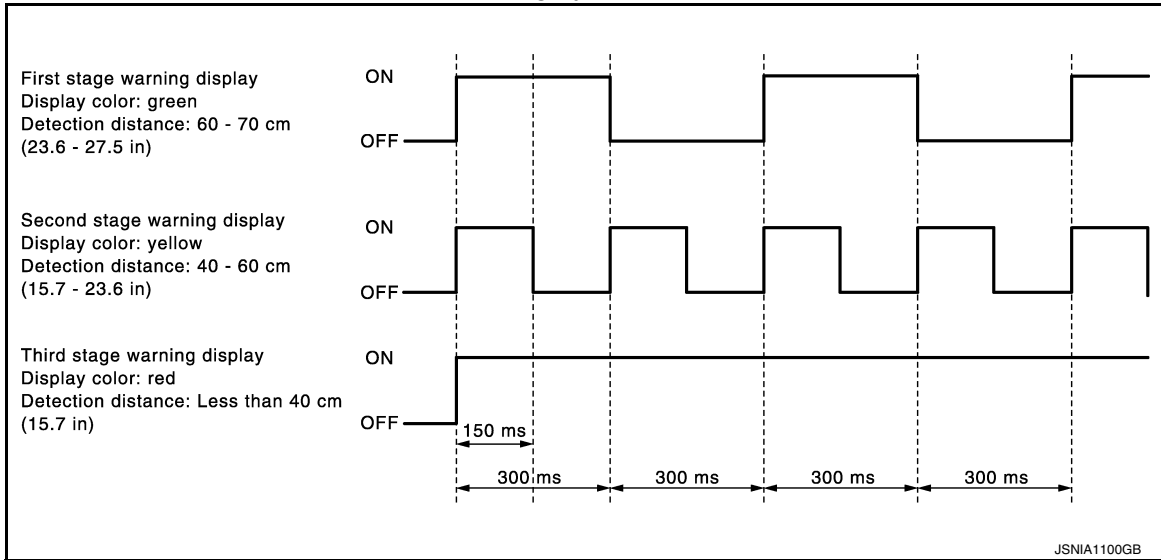 First stage warning display
Display color: green
Detection distance: 60 - 70 cm
(23.6 - 27.5 in)
ON
OFF
Second stage warning display
Display color: yellow
Detection distance: 40 - 60 cm
(15.7 - 23.6 in)
ON
OFF
Third stage warning display
Display color: red
Detection distance: Less than 40 cm
(15.7 in)
ON
OFF
150 ms
300 ms
300 ms
300 ms
300 ms
JSNIA1100GB